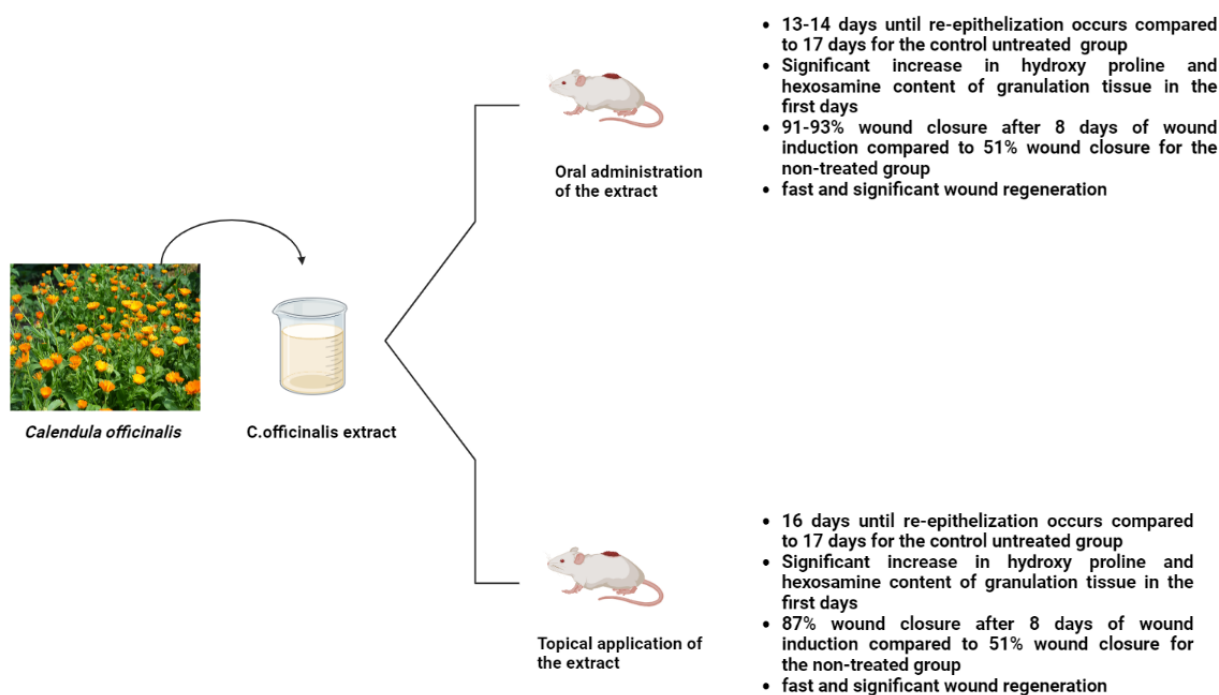 • 13-14 days until re-epithelization occurs compared
to 17 days for the control untreated group
• Significant increase in hydroxy proline and
hexosamine content of granulation tissue in the
first days
• 91-93% wound closure after 8 days of wound
induction compared to 51% wound closure for the
non-treated group
• fast and significant wound regeneration
Oral administration
of the extract
Calendula officinalis
C.officinalis extract
• 16 days until re-epithelization occurs compared
to 17 days for the control untreated group
• Significant increase in hydroxy proline and
hexosamine content of granulation tissue in the
first days
• 87% wound closure after 8 days of wound
induction compared to 51% wound closure for
the non-treated group
• fast and significant wound regeneration
Topical application of
the extract